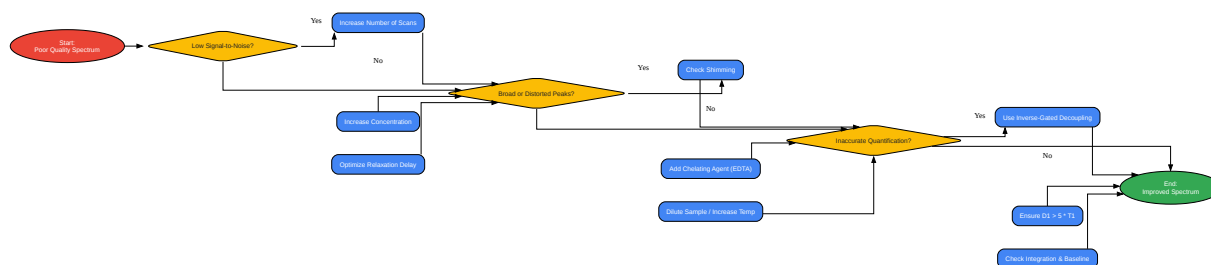 Start:
Poor Quality Spectrum
Low Signal-to-Noise?
Yes
Increase Number of Scans
No
Increase Concentration
Optimize Relaxation Delay
Broad or Distorted Peaks?
Yes
Check Shimming
No
Add Chelating Agent (EDTA)
Dilute Sample / Increase Temp
Inaccurate Quantification?
Yes
Use Inverse-Gated Decoupling
No
Ensure D1 > 5 * T1
Check Integration & Baseline
End:
Improved Spectrum